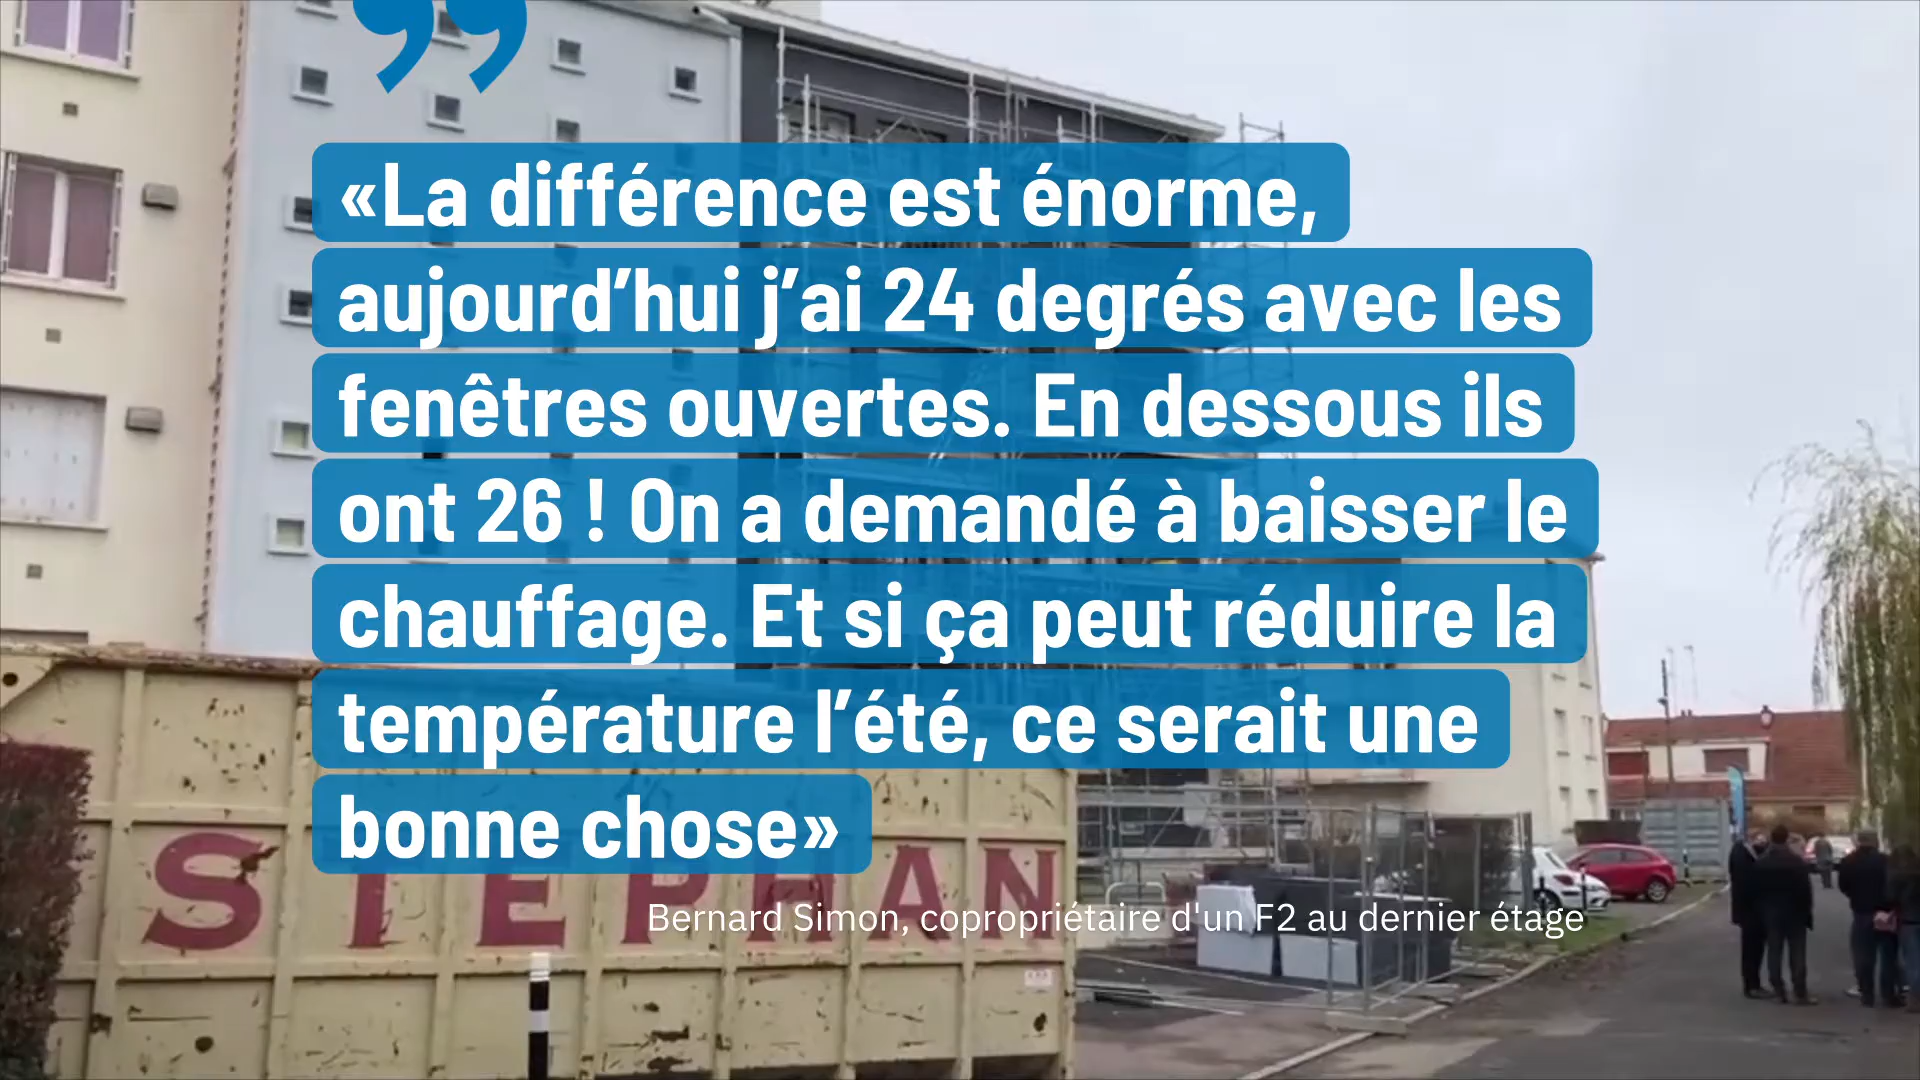 «La différence est énorme,
aujourd’hui j’ai 24 degrés avec les
fenêtres ouvertes. En dessous ils
ont 26 ! On a demandé à baisser le
chauffage. Et si ça peut réduire la
température l’été, ce serait une
bonne chose»
Bernard Simon, copropriétaire d'un F2 au dernier étage
STEPHAN